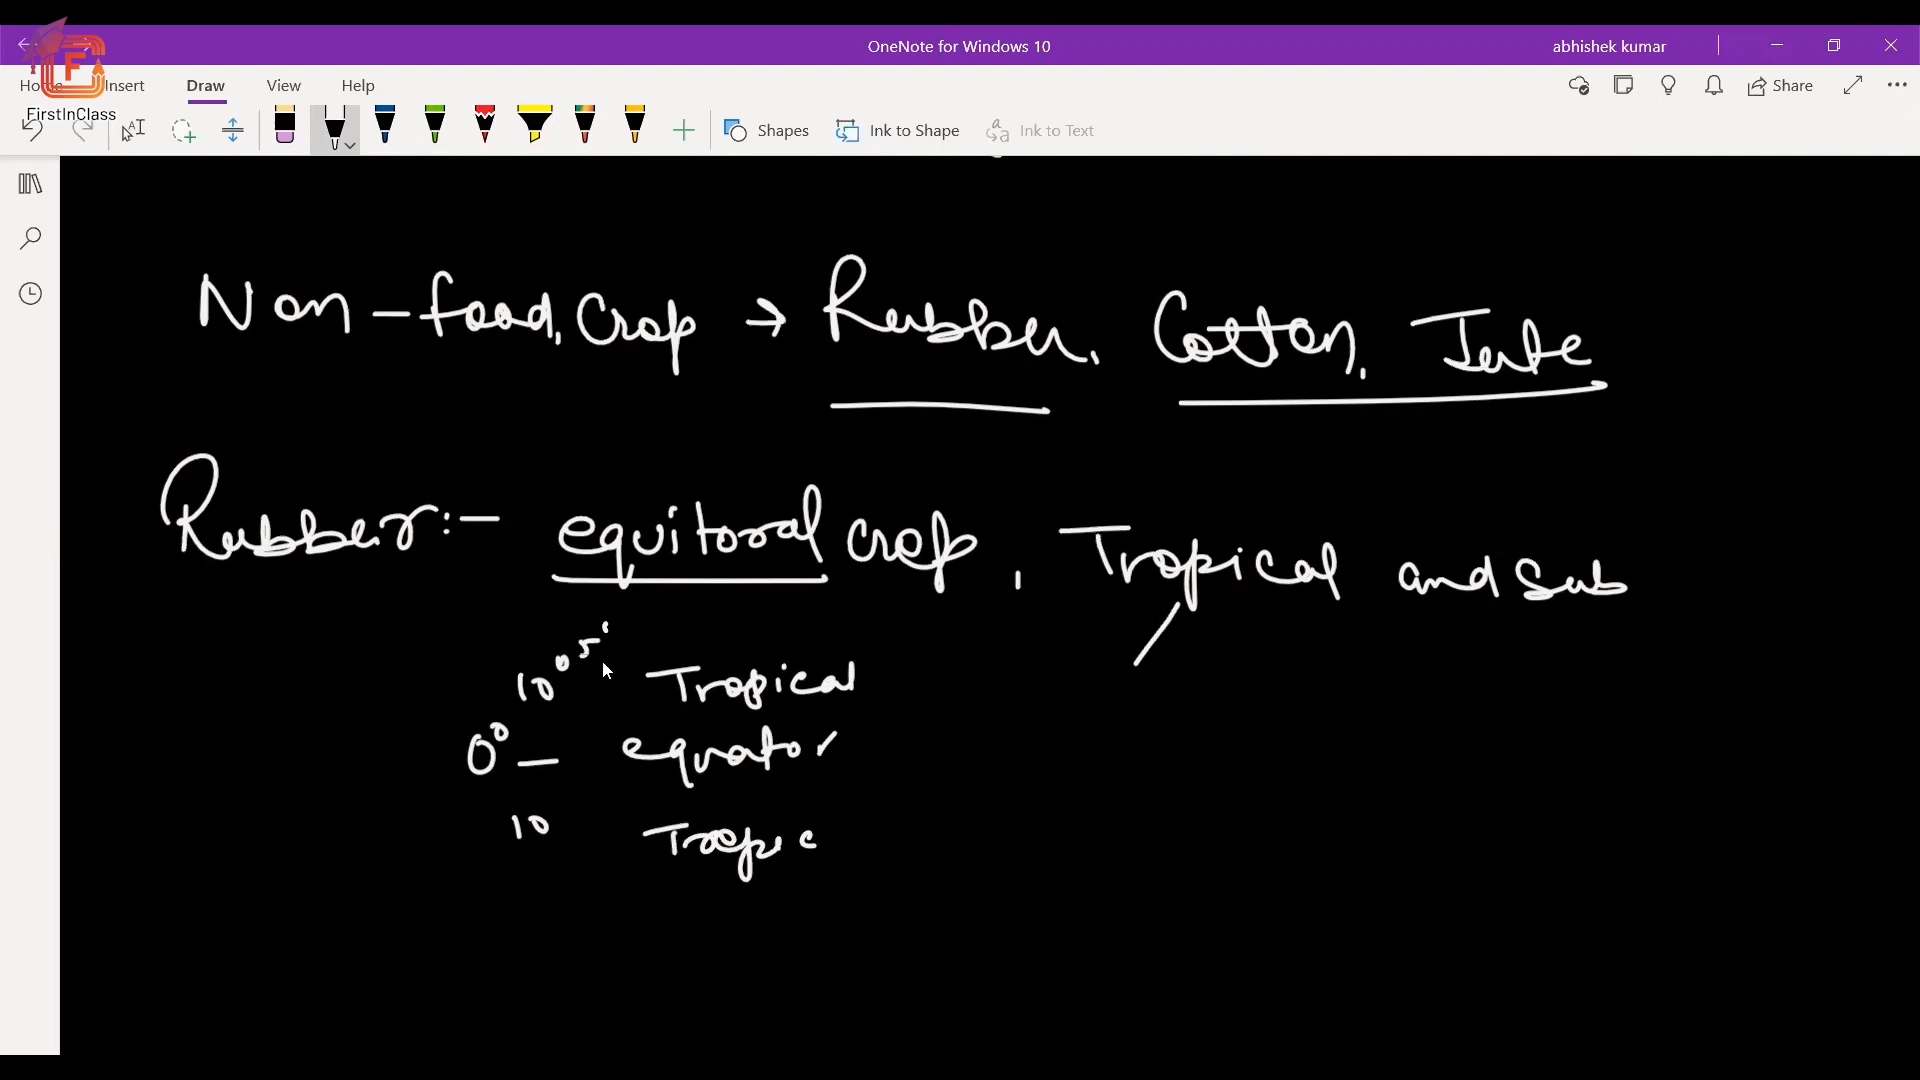 OneNote for Windows 10
abhishek kumar
Home Insert Draw View Help
Share
FirstInClass
Shapes Ink to Shape Ink to Text
Non-food, Crop → Rubber, Cotton, Jute
Rubber:- equitoral crop, Tropical and Sub
10° 5' Tropical
0° — equator
10 Tropic